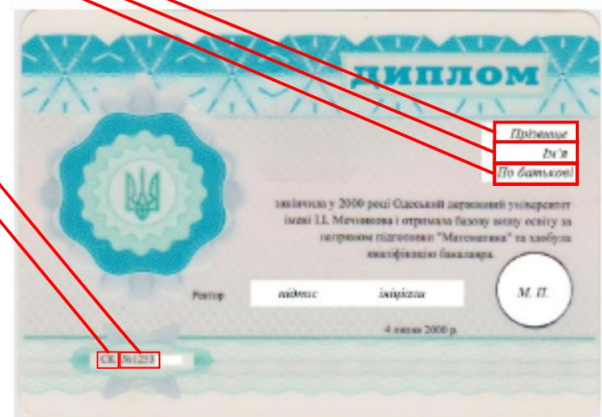 ДИПЛОМ
Прізвище
Ім'я
По батькові
закінчила у 2000 році Одеський державний університет
імені І.І. Мечникова і отримала базову вищу освіту за
напрямом підготовки "Математика" та здобула
кваліфікацію бакалавра.
Ректор підпис ініціали М. П.
4 липня 2000 р.
СК №1253